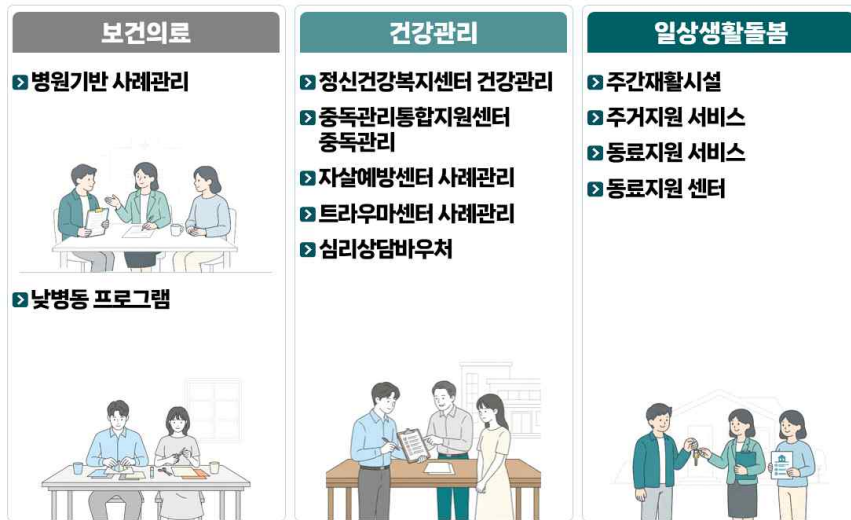 보건의료
병원기반 사례관리
낮병동 프로그램
건강관리
정신건강복지센터 건강관리
중독관리통합지원센터
중독관리
자살예방센터 사례관리
트라우마센터 사례관리
심리상담바우처
일상생활돌봄
주간재활시설
주거지원 서비스
동료지원 서비스
동료지원 센터